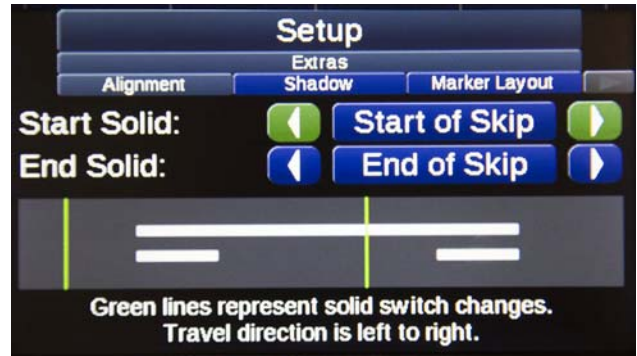 Setup
Extras
Alignment Shadow Marker Layout
Start Solid: Start of Skip
End Solid: End of Skip
Green lines represent solid switch changes.
Travel direction is left to right.